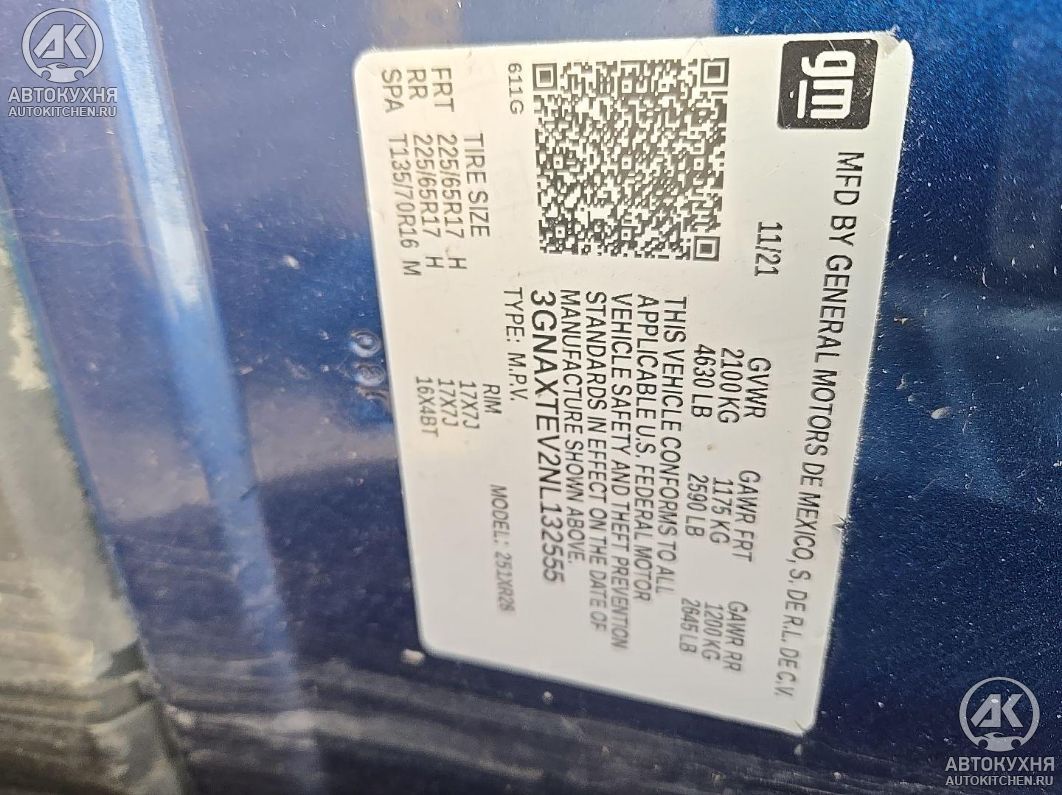 AK
АВТОКУХНЯ
AUTOKITCHEN.RU
gm
MFD BY GENERAL MOTORS DE MEXICO, S. DE R.L. DE C.V.
11/21
GVWR GAWR FRT GAWR RR
2100 KG 1175 KG 1200 KG
4630 LB 2590 LB 2645 LB
THIS VEHICLE CONFORMS TO ALL
APPLICABLE U.S. FEDERAL MOTOR
VEHICLE SAFETY AND THEFT PREVENTION
STANDARDS IN EFFECT ON THE DATE OF
MANUFACTURE SHOWN ABOVE.
3GNAXTEV2NL132555
611G TYPE: M.P.V. MODEL: 251XR26
TIRE SIZE RIM
FRT 225/65R17 H 17X7J
RR 225/65R17 H 17X7J
SPA T135/70R16 M 16X4BT
AK
АВТОКУХНЯ
AUTOKITCHEN.RU